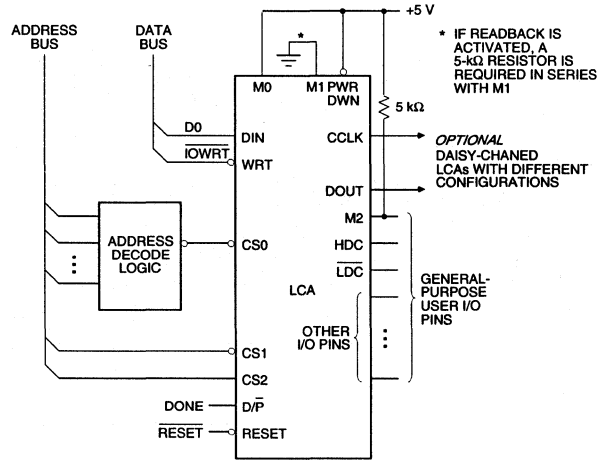 ADDRESS
BUS
DATA
BUS
+5 V
* IF READBACK IS
ACTIVATED, A
5-kΩ RESISTOR IS
REQUIRED IN SERIES
WITH M1
*
M0
M1
PWR
DWN
5 kΩ
D0
DIN
IOWRT
WRT
CCLK
OPTIONAL
DAISY-CHANED
LCAs WITH DIFFERENT
CONFIGURATIONS
DOUT
M2
ADDRESS
DECODE
LOGIC
CS0
HDC
LDC
LCA
GENERAL-
PURPOSE
USER I/O
PINS
OTHER
I/O PINS
CS1
CS2
DONE
D/P
RESET
RESET